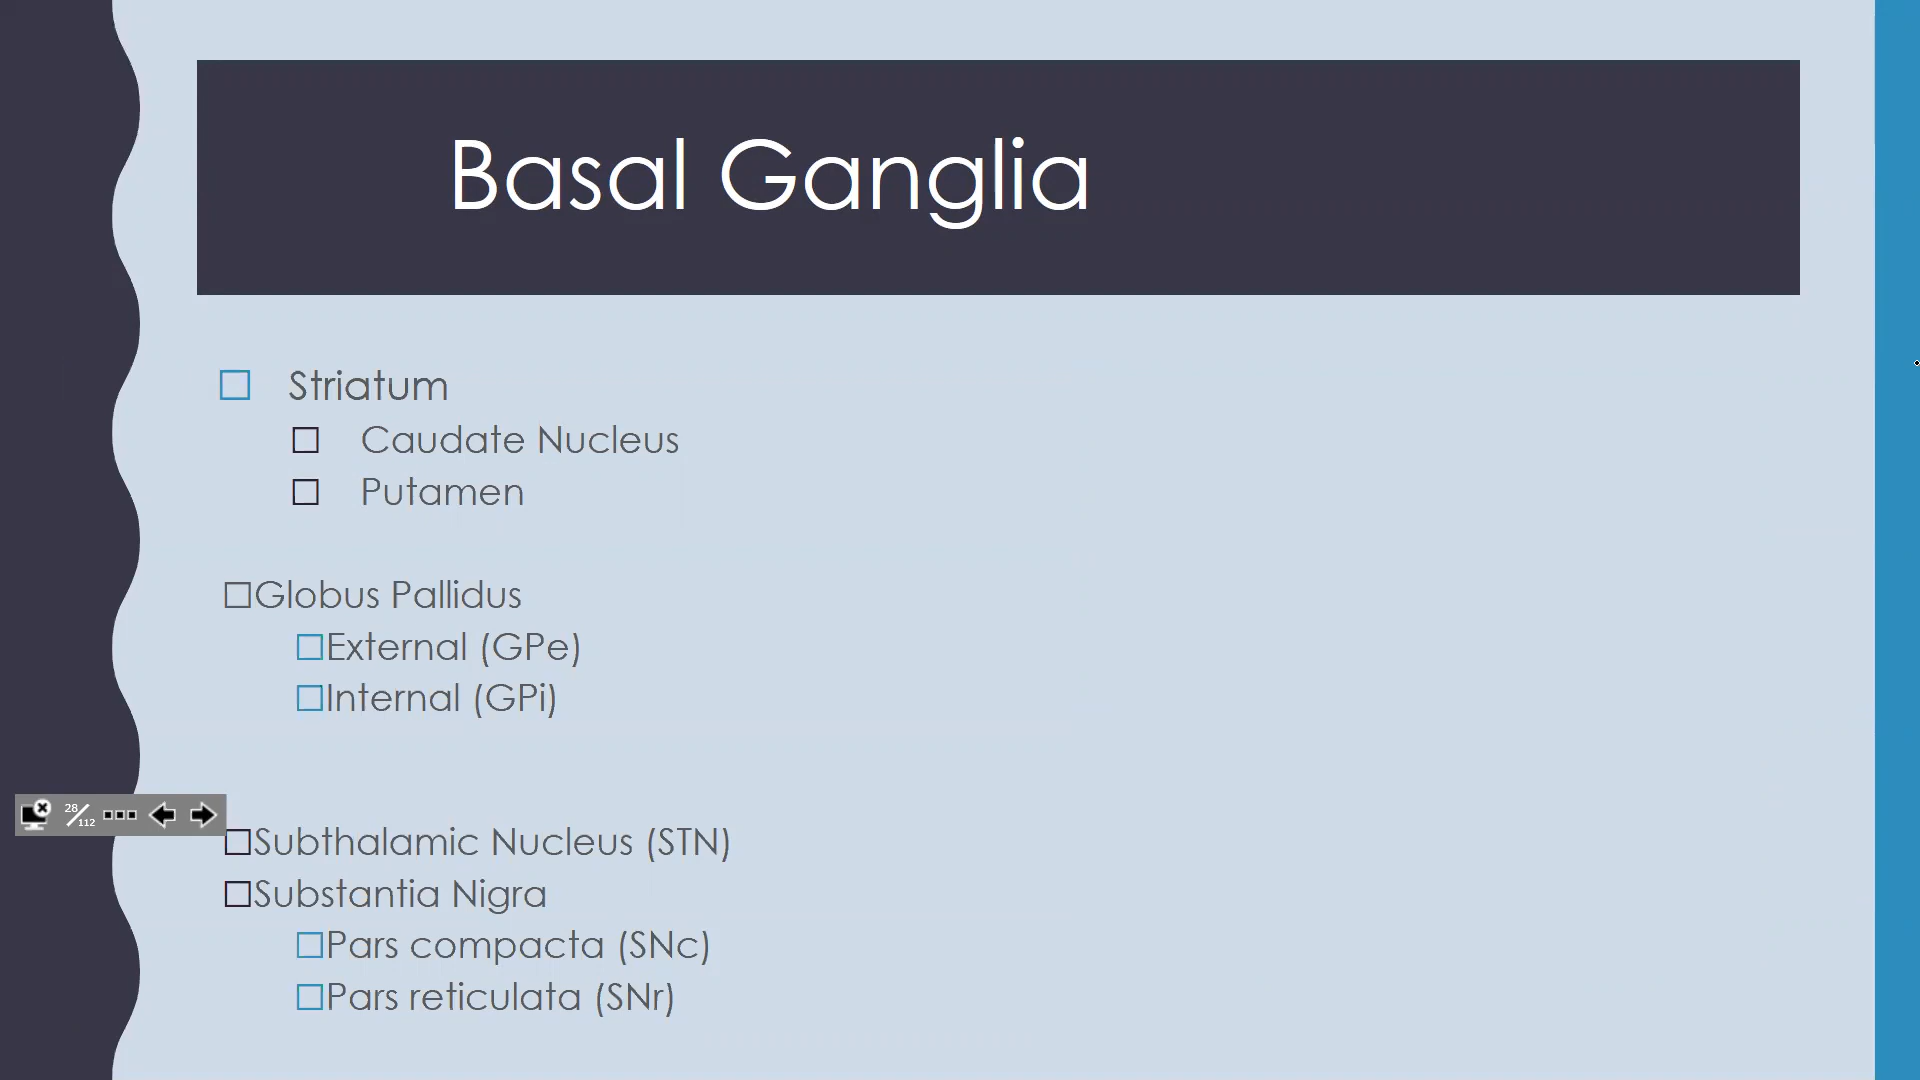 Basal Ganglia
☐ Striatum
☐ Caudate Nucleus
☐ Putamen
☐Globus Pallidus
☐External (GPe)
☐Internal (GPi)
28/112
☐Subthalamic Nucleus (STN)
☐Substantia Nigra
☐Pars compacta (SNc)
☐Pars reticulata (SNr)